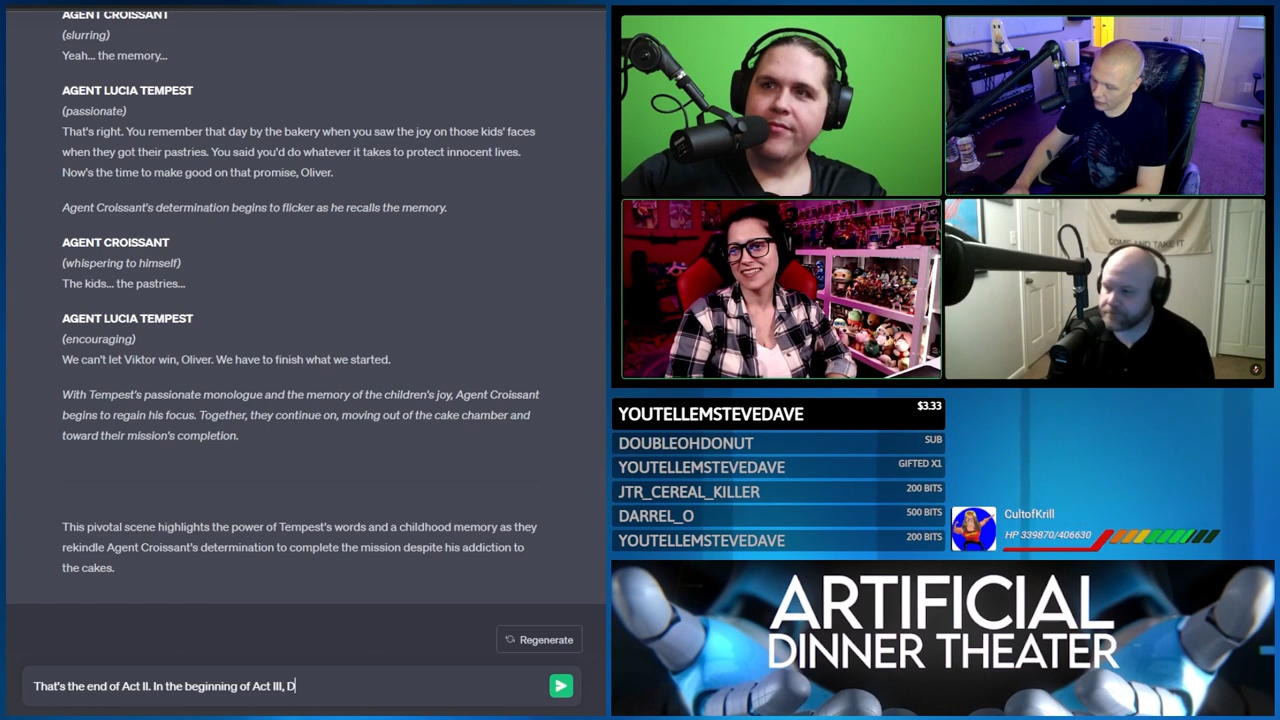 AGENT CROISSANT
(slurring)
Yeah... the memory...
AGENT LUCIA TEMPEST
(passionate)
That's right. You remember that day by the bakery when you saw the joy on those kids' faces
when they got their pastries. You said you'd do whatever it takes to protect innocent lives.
Now's the time to make good on that promise, Oliver.
Agent Croissant's determination begins to flicker as he recalls the memory.
AGENT CROISSANT
(whispering to himself)
The kids... the pastries...
AGENT LUCIA TEMPEST
(encouraging)
We can't let Viktor win, Oliver. We have to finish what we started.
With Tempest's passionate monologue and the memory of the children's joy, Agent Croissant
begins to regain his focus. Together, they continue on, moving out of the cake chamber and
toward their mission's completion.
This pivotal scene highlights the power of Tempest's words and a childhood memory as they
rekindle Agent Croissant's determination to complete the mission despite his addiction to
the cakes.
Regenerate
That's the end of Act II. In the beginning of Act III, D
COME AND TAKE IT
YOUTELLEMSTEVEDAVE $3.33
DOUBLEOHDONUT SUB
YOUTELLEMSTEVEDAVE GIFTED X1
JTR_CEREAL_KILLER 200 BITS
DARREL_O 500 BITS
YOUTELLEMSTEVEDAVE 200 BITS
CultofKrill
HP 339870/406630
ARTIFICIAL
DINNER THEATER